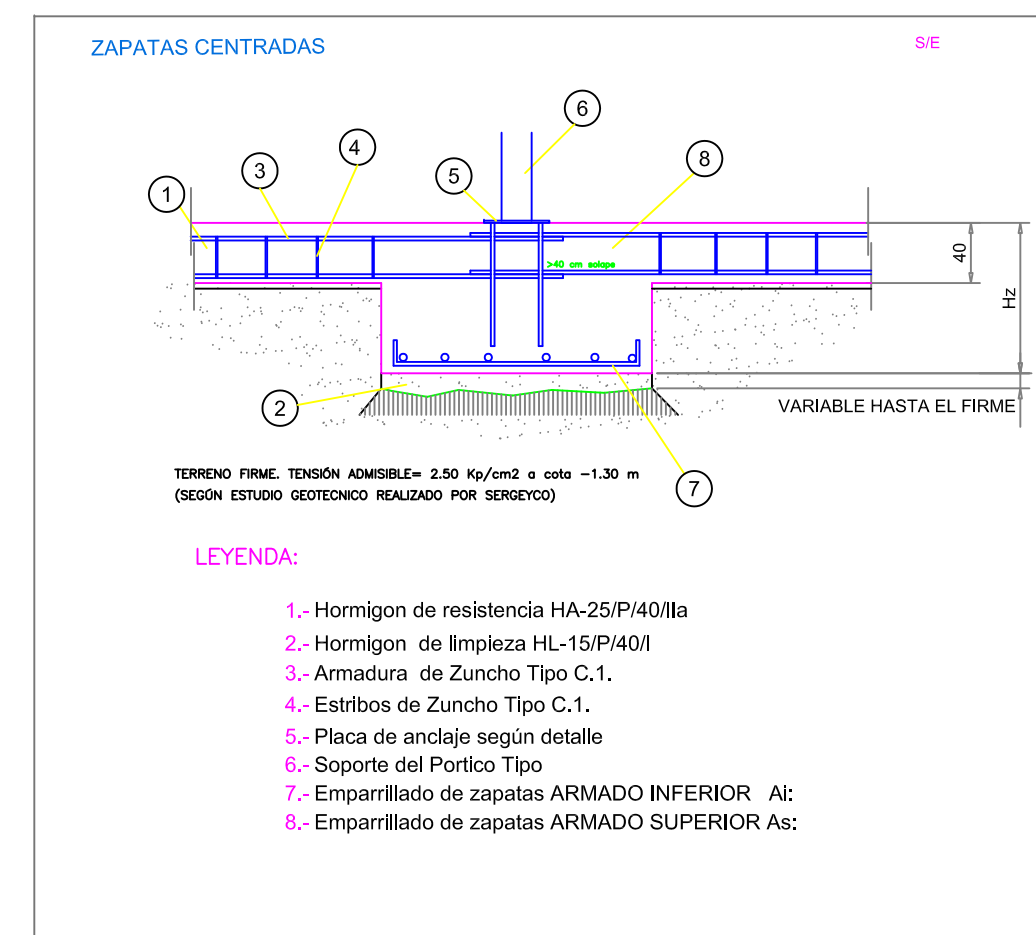 ZAPATAS CENTRADAS
S/E
6
4
3
8
5
1
>40 cm solape
40
Hz
2
VARIABLE HASTA EL FIRME
7
TERRENO FIRME. TENSIÓN ADMISIBLE= 2.50 Kp/cm2 a cota -1.30 m
(SEGÚN ESTUDIO GEOTECNICO REALIZADO POR SERGEYCO)
LEYENDA:
1.- Hormigon de resistencia HA-25/P/40/IIa
2.- Hormigon de limpieza HL-15/P/40/I
3.- Armadura de Zuncho Tipo C.1.
4.- Estribos de Zuncho Tipo C.1.
5.- Placa de anclaje según detalle
6.- Soporte del Portico Tipo
7.- Emparrillado de zapatas ARMADO INFERIOR Ai:
8.- Emparrillado de zapatas ARMADO SUPERIOR As: